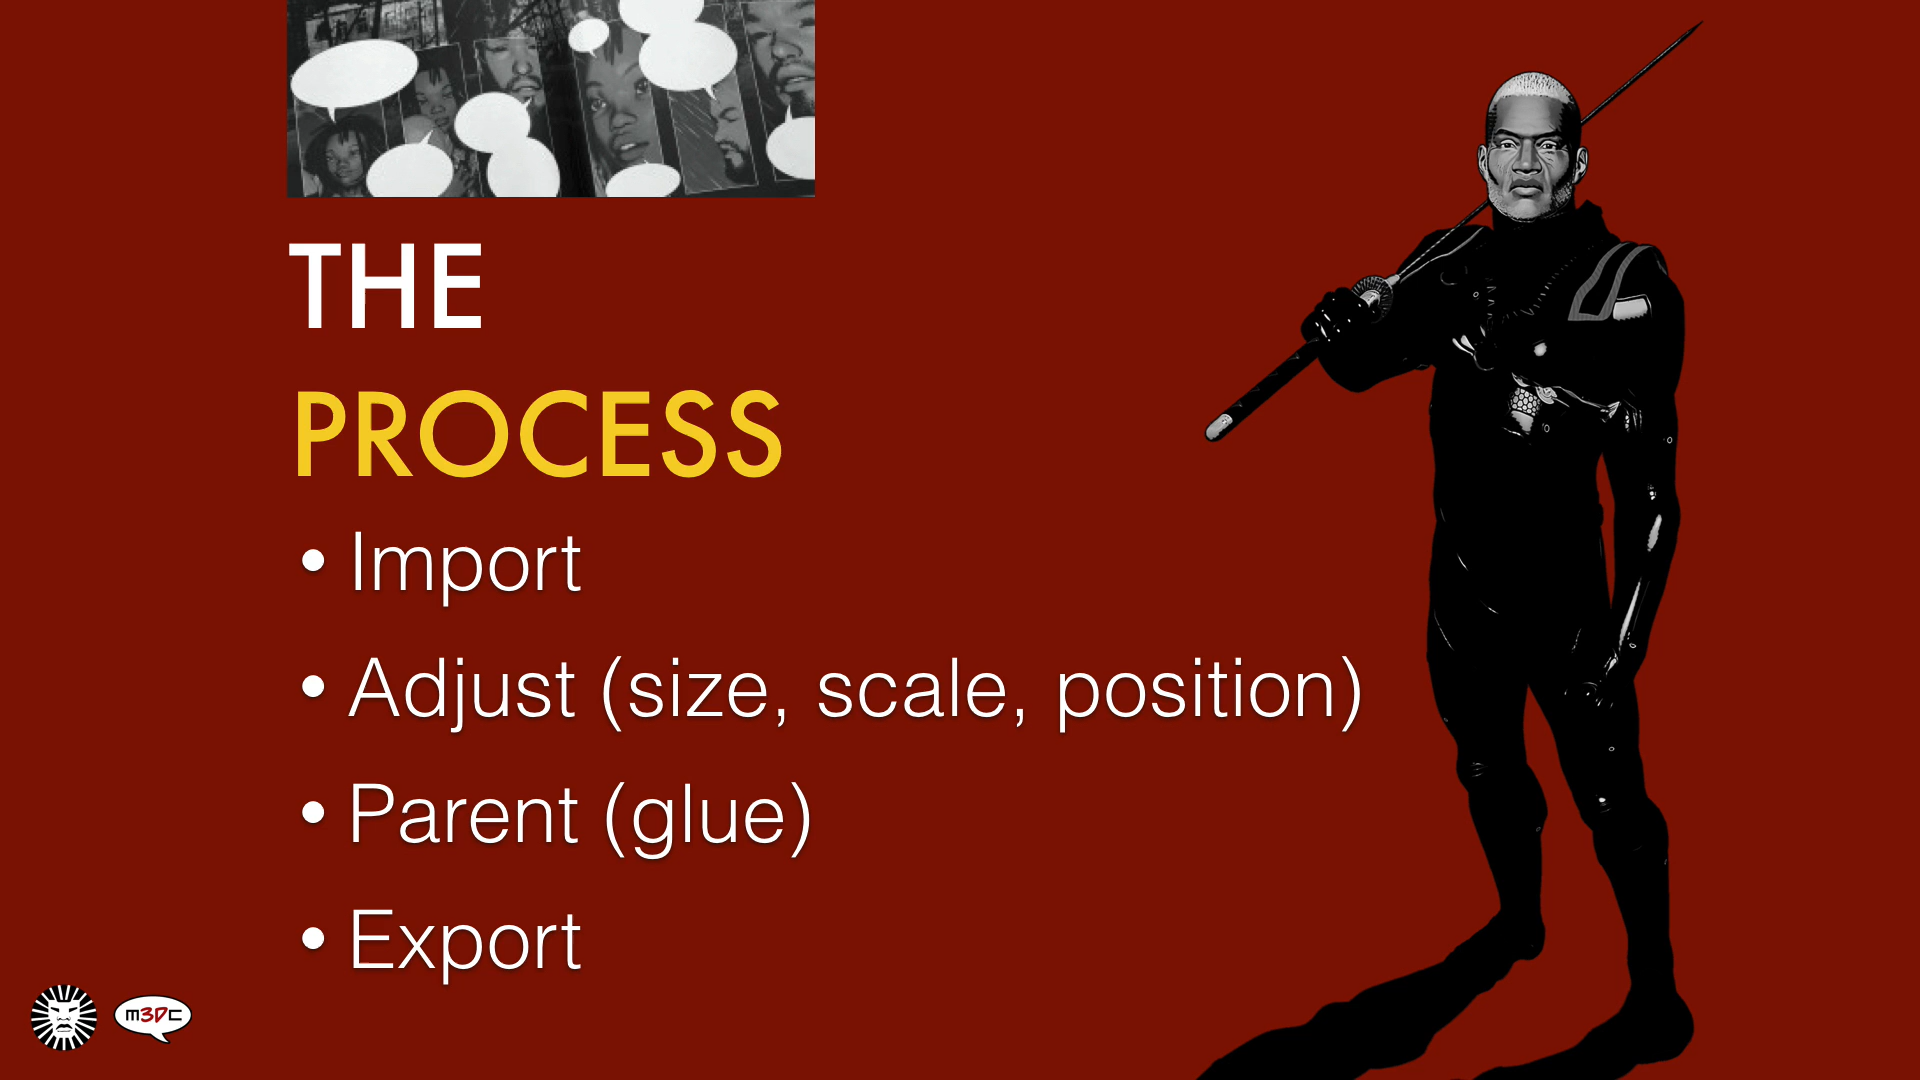 THE
PROCESS
• Import
• Adjust (size, scale, position)
• Parent (glue)
• Export
m3DC